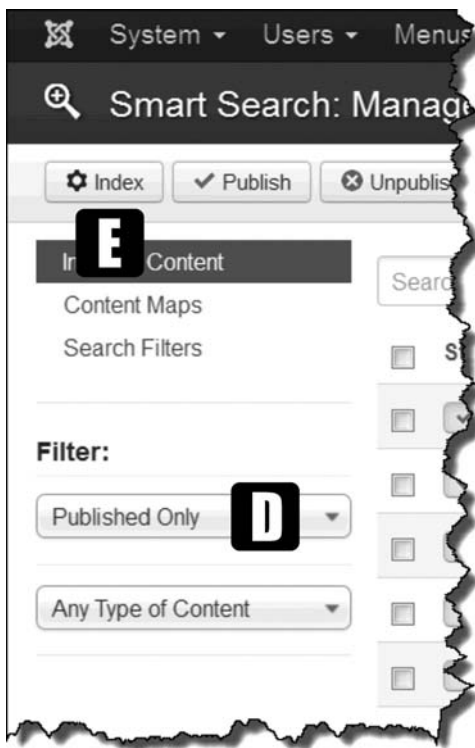 System Users Menus
Smart Search: Manage
Index Publish Unpublis
E
Content
Content Maps
Search Filters
Searc
Filter:
Published Only D
Any Type of Content